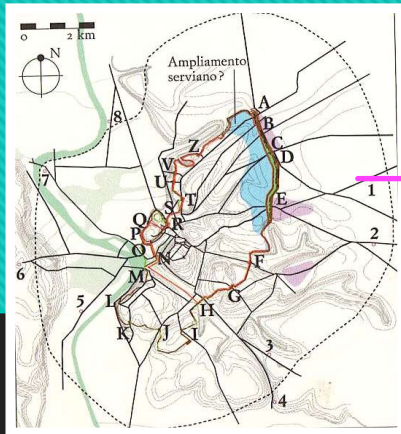 0 2 km
N
Ampliamento
serviano?
A
B
C
D
E
F
G
H
I
J
K
L
M
N
O
P
Q
R
S
T
U
V
Z
1
2
3
4
5
6
7
8